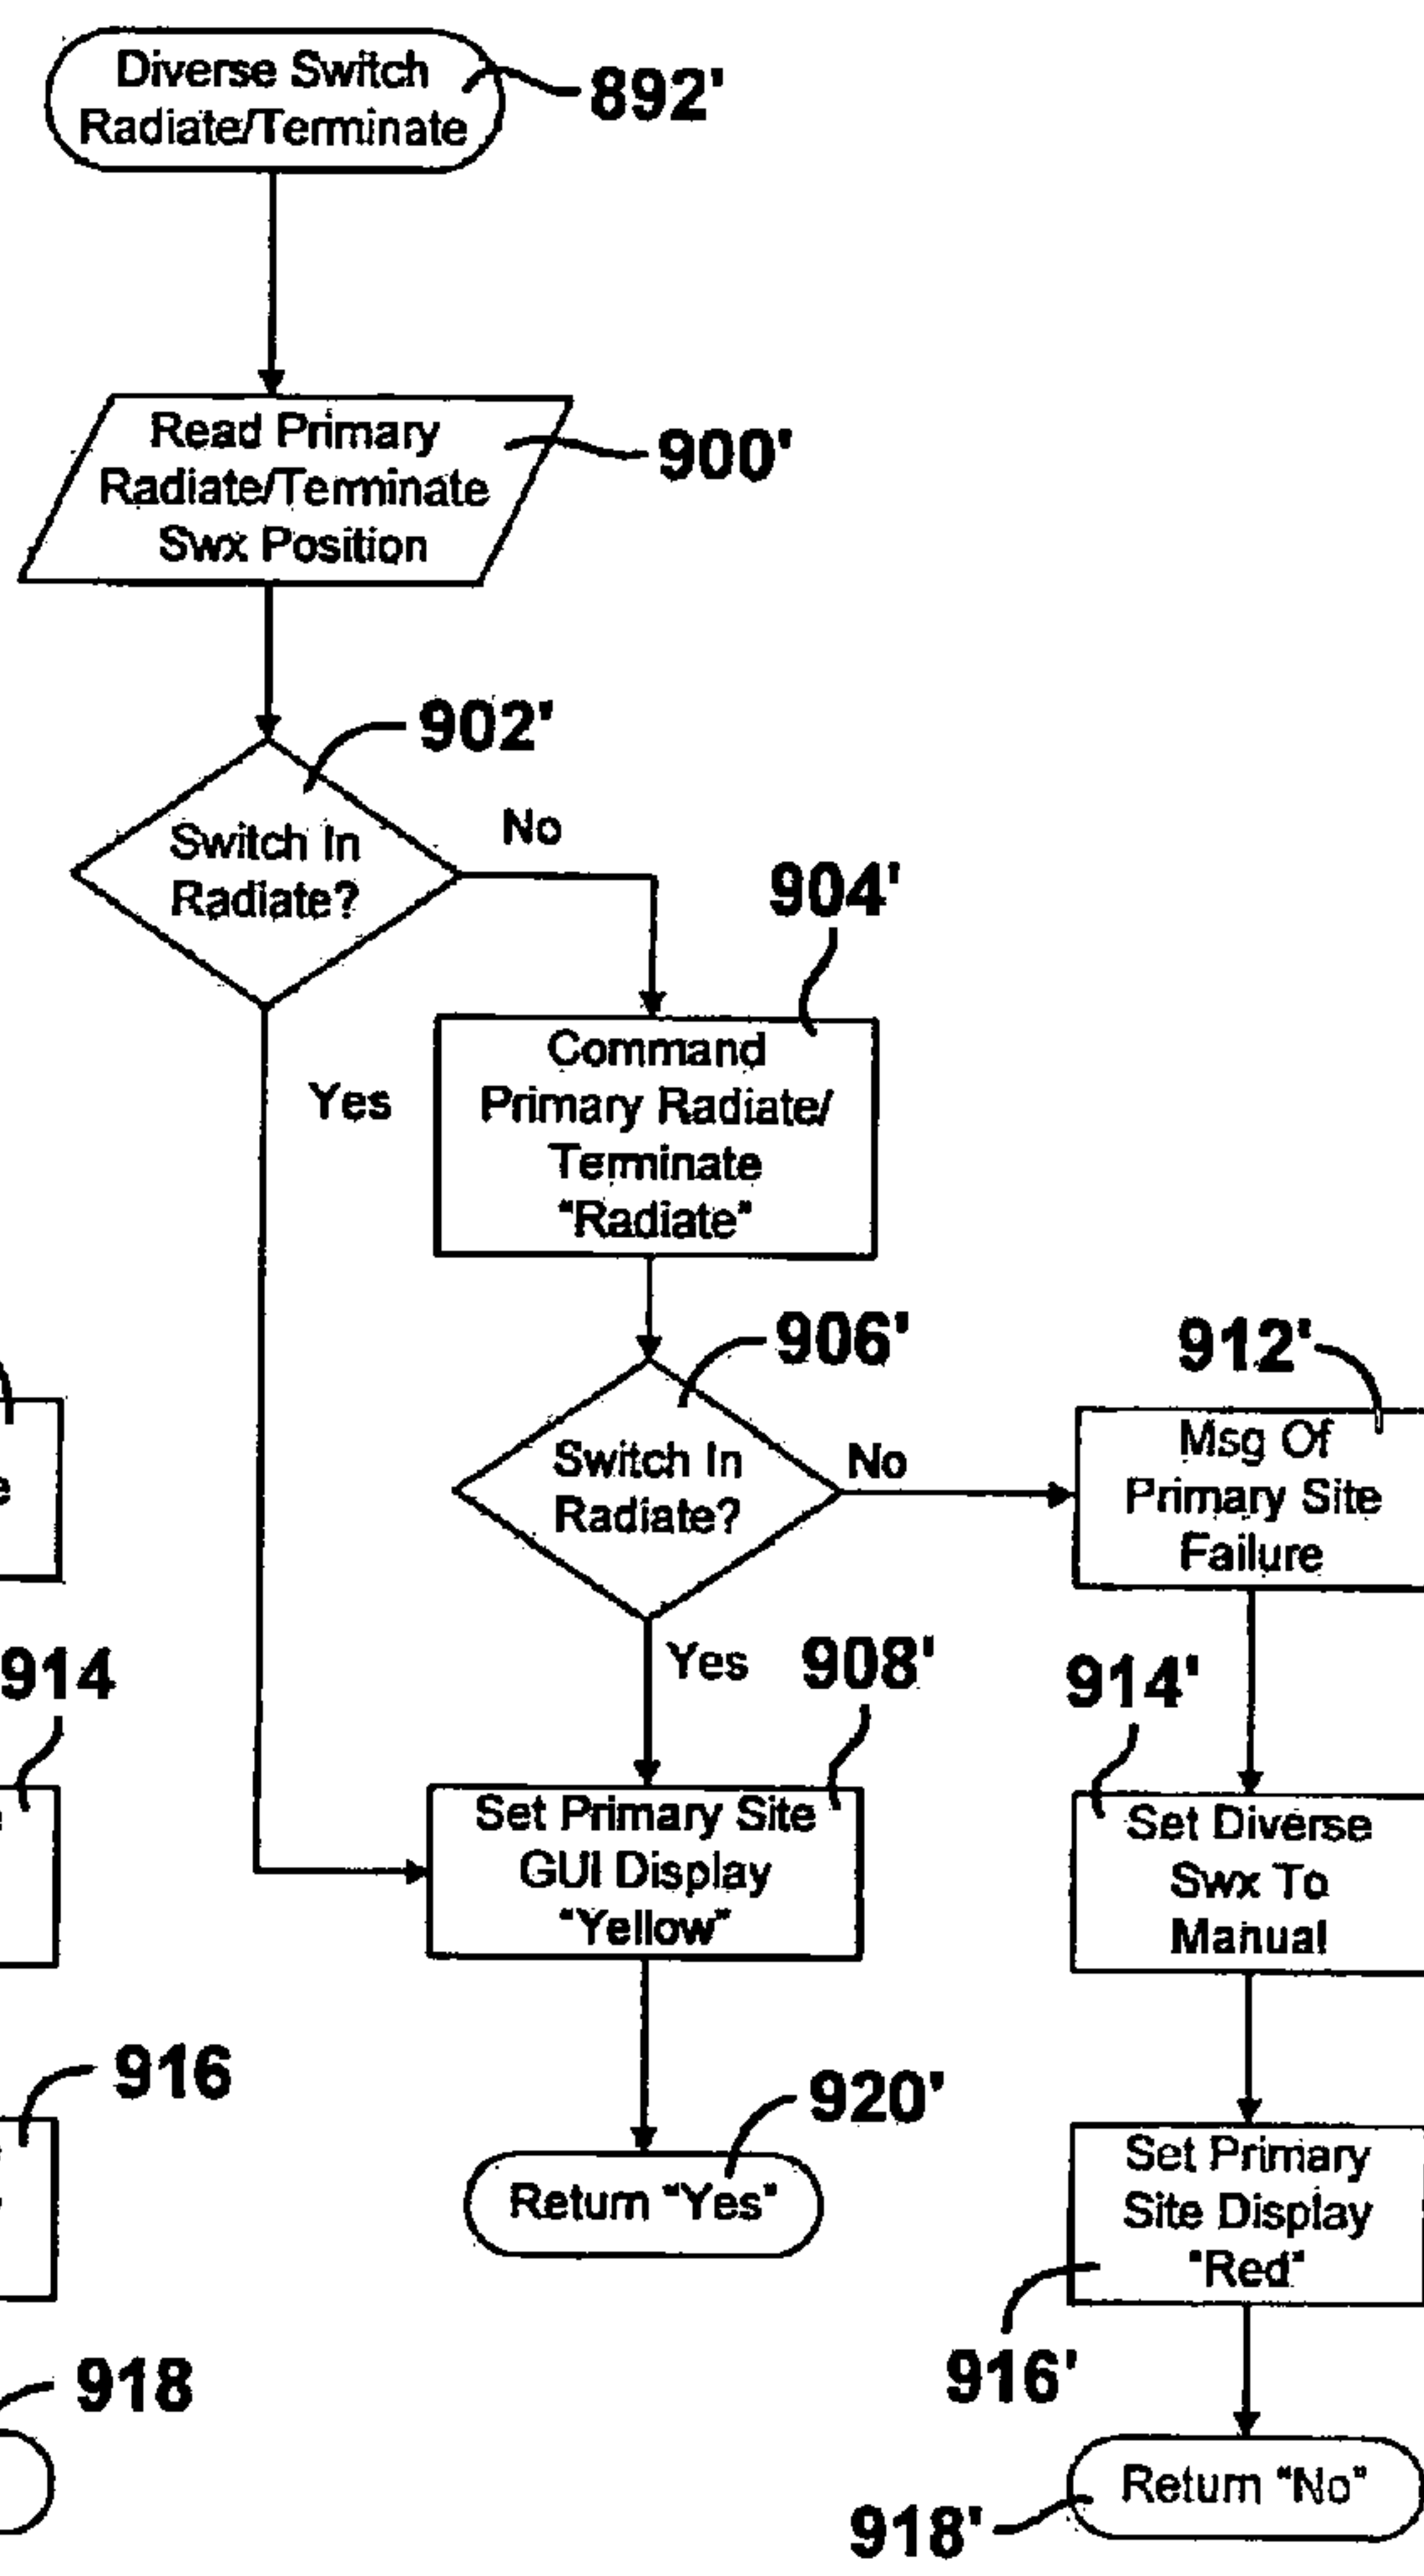 Diverse Switch
Radiate/Terminate
892'
Read Primary
Radiate/Terminate
Swx Position
900'
902'
Switch In
Radiate?
No
904'
Yes
Command
Primary Radiate/
Terminate
"Radiate"
906'
Switch In
Radiate?
No
912'
Msg Of
Primary Site
Failure
e
914
Yes
908'
914'
Set Primary Site
GUI Display
"Yellow"
Set Diverse
Swx To
Manual
916
920'
Return "Yes"
Set Primary
Site Display
"Red"
916'
918
Return "No"
918'